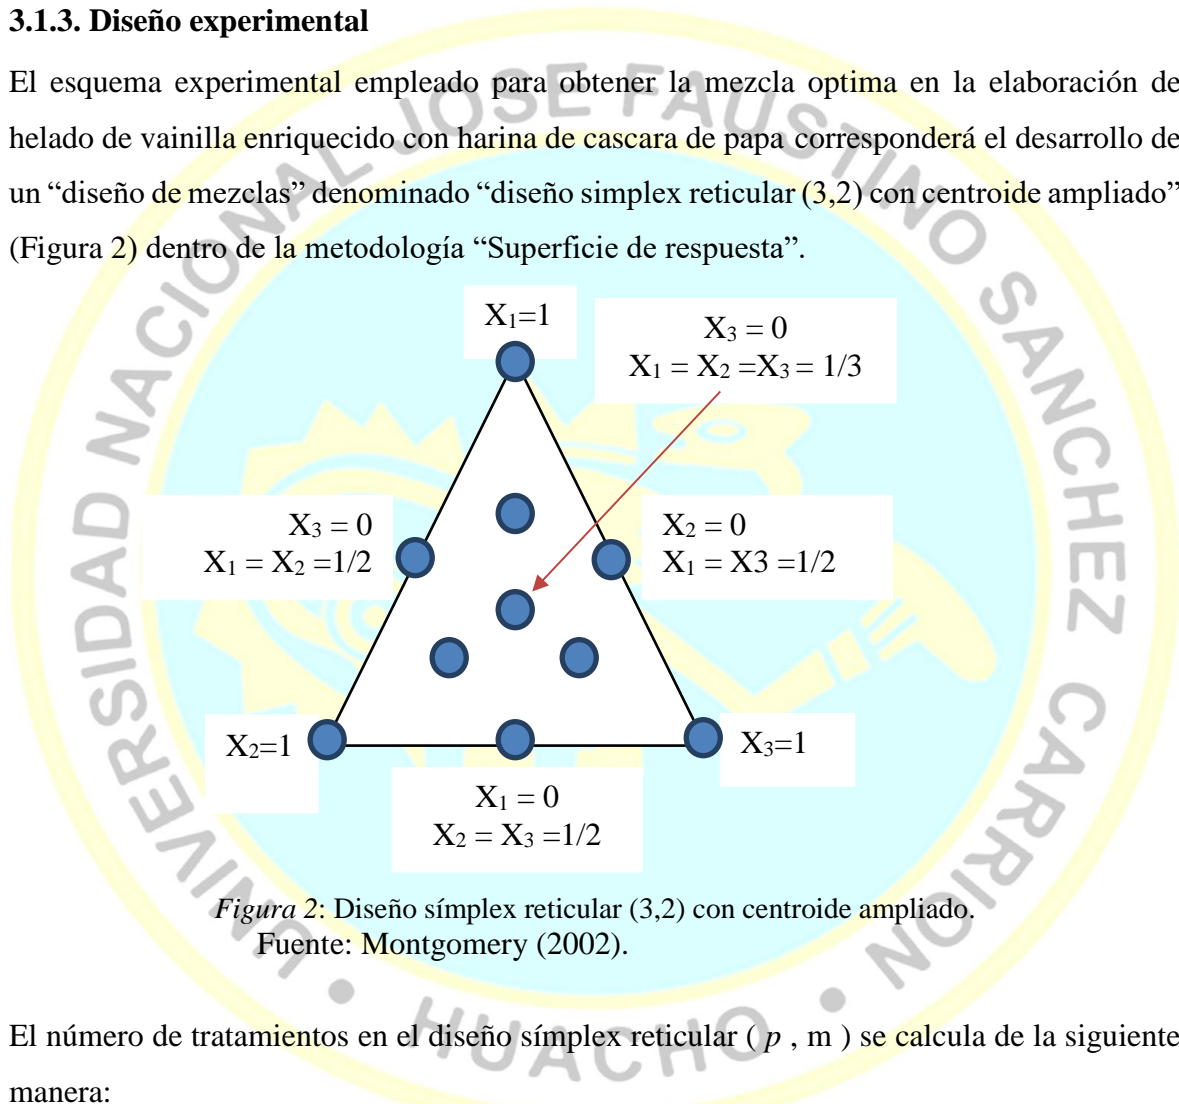 3.1.3. Diseño experimental
El esquema experimental empleado para obtener la mezcla optima en la elaboración de
helado de vainilla enriquecido con harina de cascara de papa corresponderá el desarrollo de
un “diseño de mezclas” denominado “diseño simplex reticular (3,2) con centroide ampliado”
(Figura 2) dentro de la metodología “Superficie de respuesta”.
X₁=1
X₃ = 0
X₁ = X₂ =X₃ = 1/3
X₃ = 0
X₁ = X₂ =1/2
X₂ = 0
X₁ = X3 =1/2
X₂=1
X₃=1
X₁ = 0
X₂ = X₃ =1/2
Figura 2: Diseño símplex reticular (3,2) con centroide ampliado.
Fuente: Montgomery (2002).
El número de tratamientos en el diseño símplex reticular ( p , m ) se calcula de la siguiente
manera:
UNIVERSIDAD NACIONAL JOSE FAUSTINO SANCHEZ CARRION
• HUACHO •